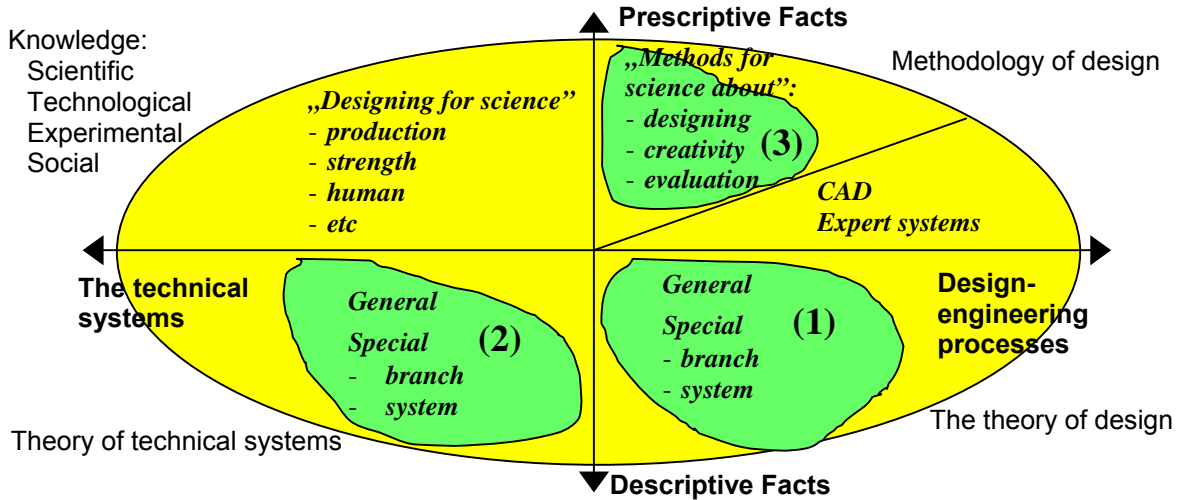 Prescriptive Facts
Knowledge:
Scientific
Technological
Experimental
Social
„Designing for science”
- production
- strength
- human
- etc
„Methods for
science about”:
- designing
- creativity
- evaluation
(3)
Methodology of design
CAD
Expert systems
The technical
systems
General
Special
- branch
- system
(2)
General
Special
- branch
- system
(1)
Design-
engineering
processes
Theory of technical systems
The theory of design
Descriptive Facts